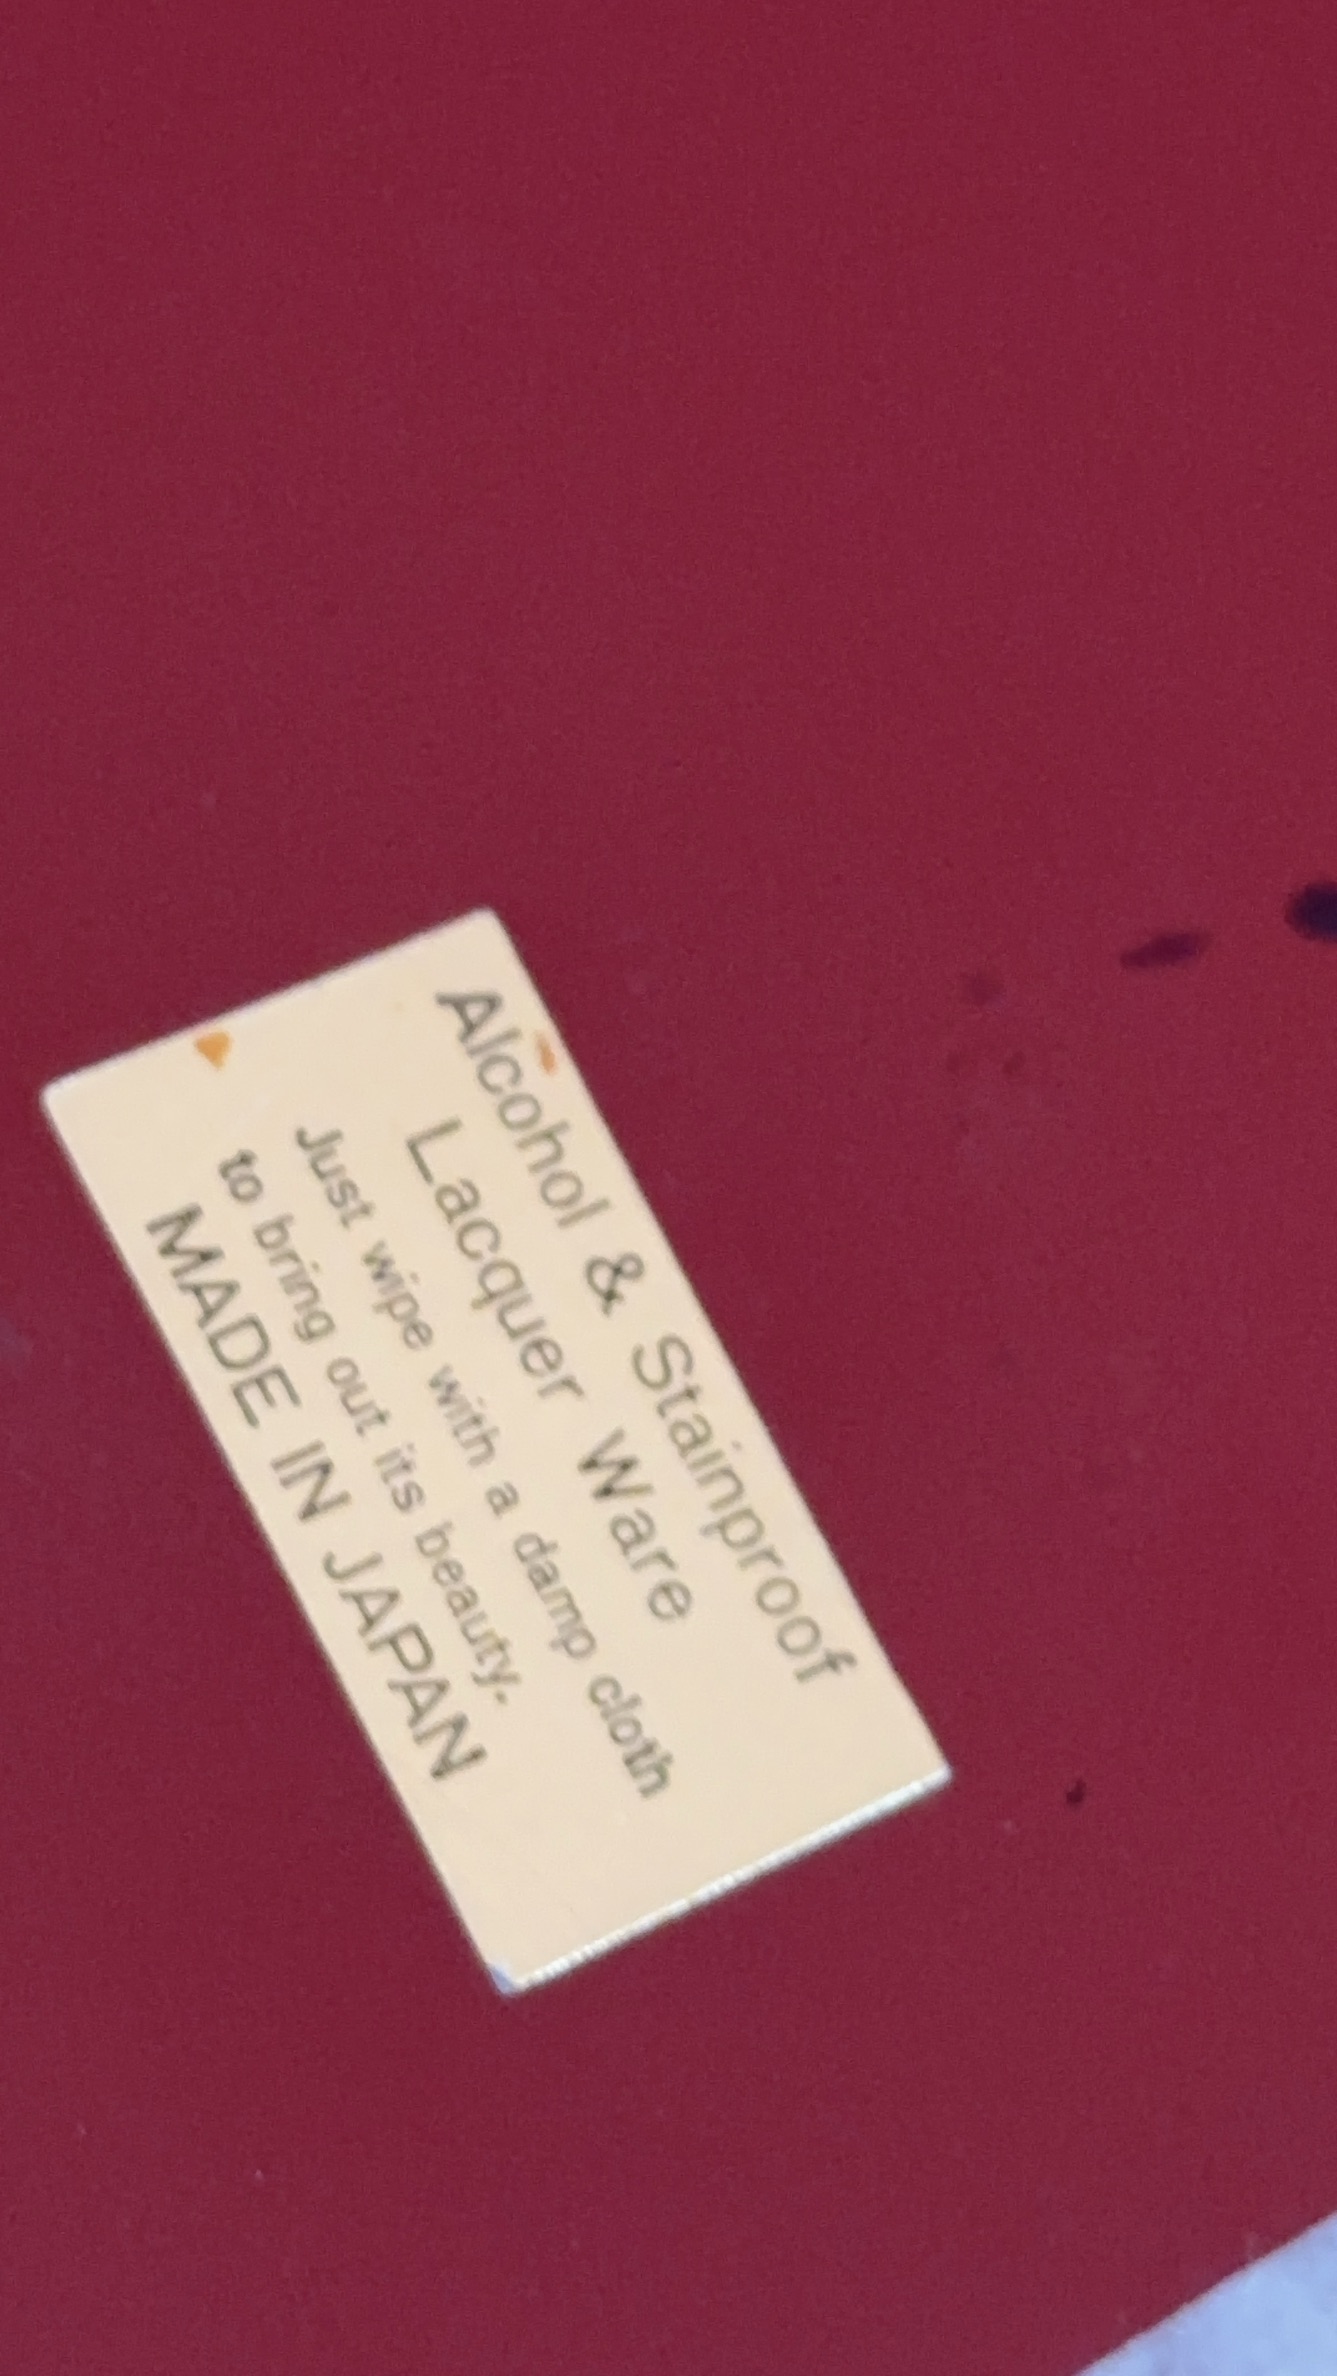 Alcohol & Stainproof
Lacquer Ware
Just wipe with a damp cloth
to bring out its beauty.
MADE IN JAPAN